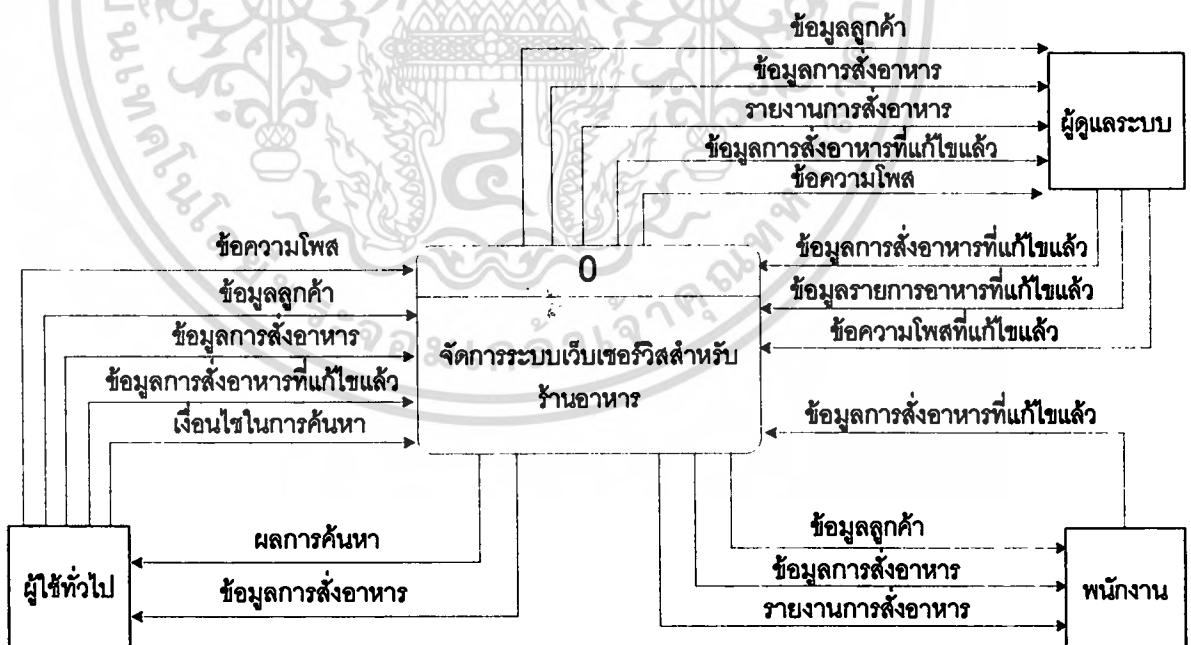 ข้อมูลลูกค้า
ข้อมูลการสั่งอาหาร
รายงานการสั่งอาหาร
ข้อมูลการสั่งอาหารที่แก้ไขแล้ว
ข้อความโพส
ผู้ดูแลระบบ
ข้อความโพส
ข้อมูลลูกค้า
ข้อมูลการสั่งอาหาร
ข้อมูลการสั่งอาหารที่แก้ไขแล้ว
เงื่อนไขในการค้นหา
0
จัดการระบบเว็บเซอร์วิสสำหรับ
ร้านอาหาร
ข้อมูลการสั่งอาหารที่แก้ไขแล้ว
ข้อมูลรายการอาหารที่แก้ไขแล้ว
ข้อความโพสที่แก้ไขแล้ว
ข้อมูลการสั่งอาหารที่แก้ไขแล้ว
ผู้ใช้ทั่วไป
ผลการค้นหา
ข้อมูลการสั่งอาหาร
ข้อมูลลูกค้า
ข้อมูลการสั่งอาหาร
รายงานการสั่งอาหาร
พนักงาน